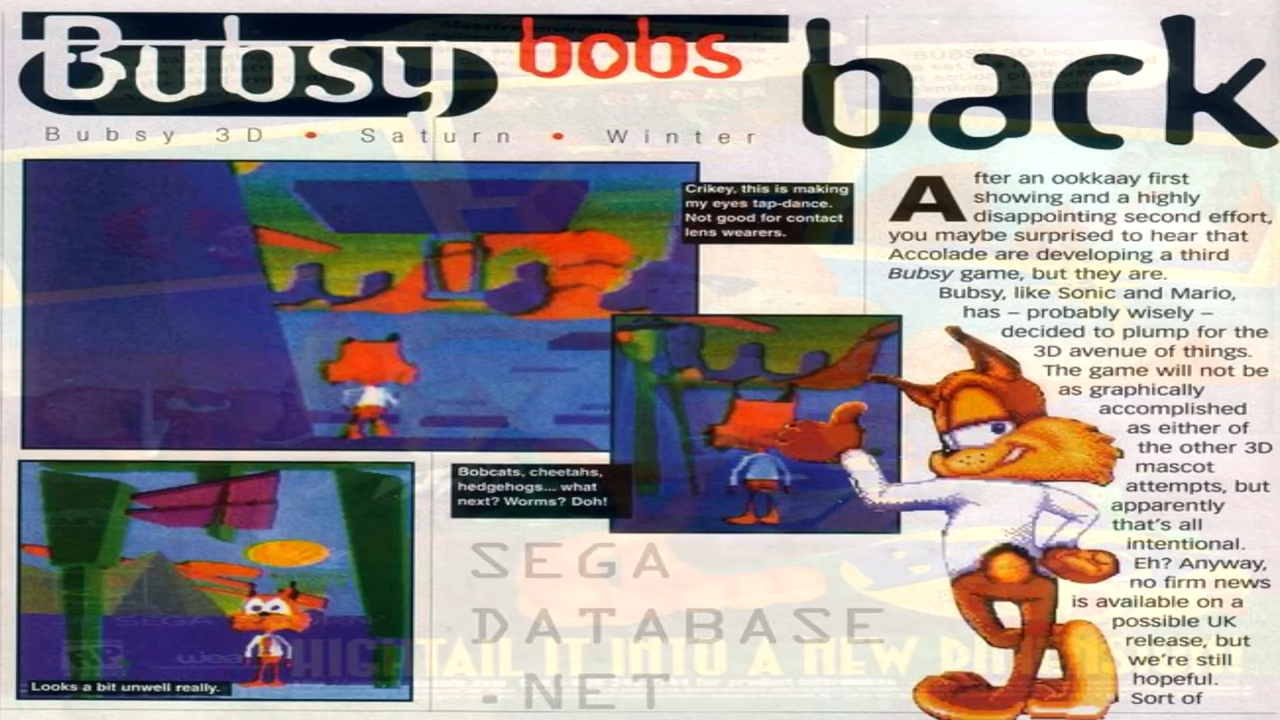 Bubsy bobs back
Bubsy 3D • Saturn • Winter
Crikey, this is making
my eyes tap-dance.
Not good for contact
lens wearers.
After an ookkaay first
showing and a highly
disappointing second effort,
you maybe surprised to hear that
Accolade are developing a third
Bubsy game, but they are.
Bubsy, like Sonic and Mario,
has – probably wisely –
decided to plump for the
3D avenue of things.
The game will not be
as graphically
accomplished
as either of
the other 3D
mascot
attempts, but
apparently
that's all
intentional.
Eh? Anyway,
no firm news
is available on a
possible UK
release, but
we're still
hopeful.
Sort of
Bobcats, cheetahs,
hedgehogs... what
next? Worms? Doh!
Looks a bit unwell really.
SEGA
DATABASE
.NET
HIGHTAIL IT INTO A NEW